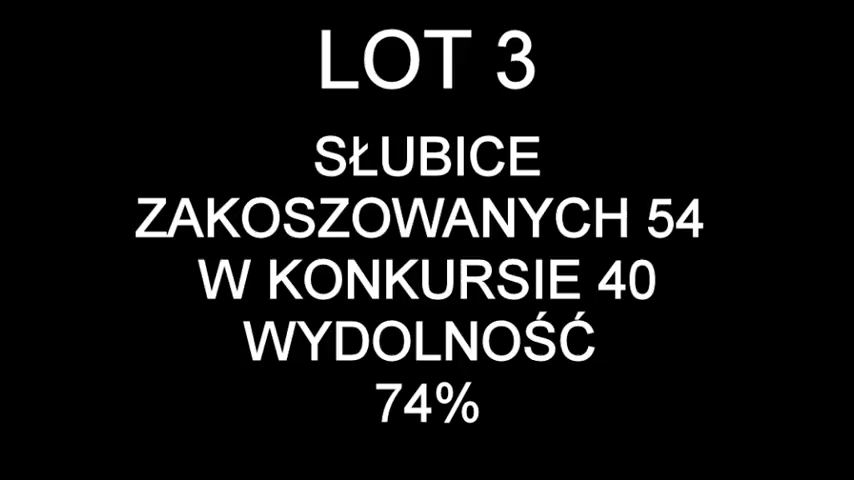 LOT 3
SŁUBICE
ZAKOSZOWANYCH 54
W KONKURSIE 40
WYDOLNOŚĆ
74%